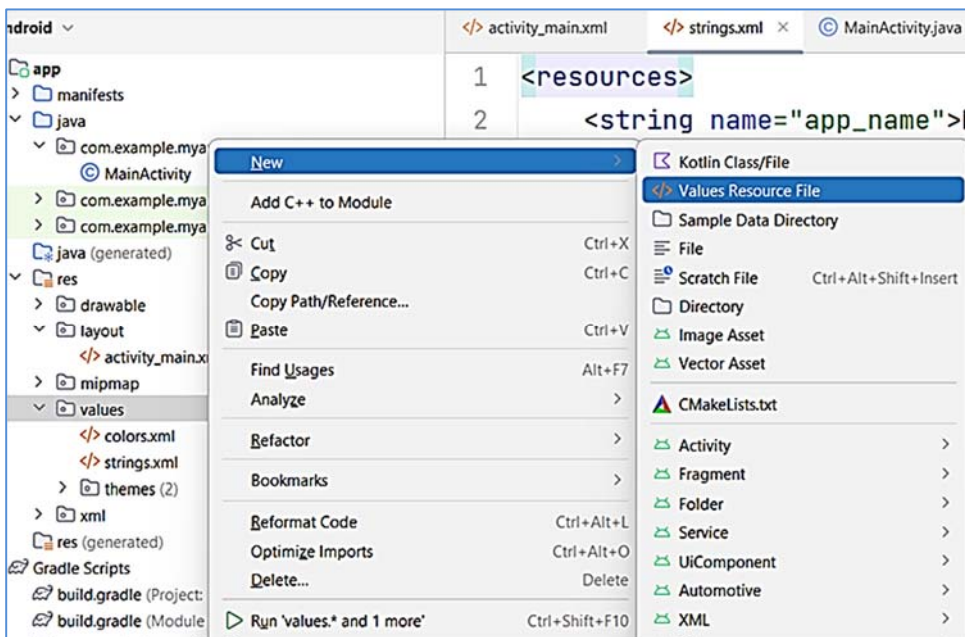 ndroid
activity_main.xml
strings.xml
MainActivity.java
app
manifests
java
com.example.mya
MainActivity
com.example.mya
com.example.mya
java (generated)
res
drawable
layout
activity_main.x
mipmap
values
colors.xml
strings.xml
themes (2)
xml
res (generated)
Gradle Scripts
build.gradle (Project:
build.gradle (Module
1 <resources>
2 <string name="app_name">
New
Add C++ to Module
Cut Ctrl+X
Copy Ctrl+C
Copy Path/Reference...
Paste Ctrl+V
Find Usages Alt+F7
Analyze
Refactor
Bookmarks
Reformat Code Ctrl+Alt+L
Optimize Imports Ctrl+Alt+O
Delete... Delete
Run 'values.* and 1 more' Ctrl+Shift+F10
Kotlin Class/File
Values Resource File
Sample Data Directory
File
Scratch File Ctrl+Alt+Shift+Insert
Directory
Image Asset
Vector Asset
CMakeLists.txt
Activity
Fragment
Folder
Service
UiComponent
Automotive
XML